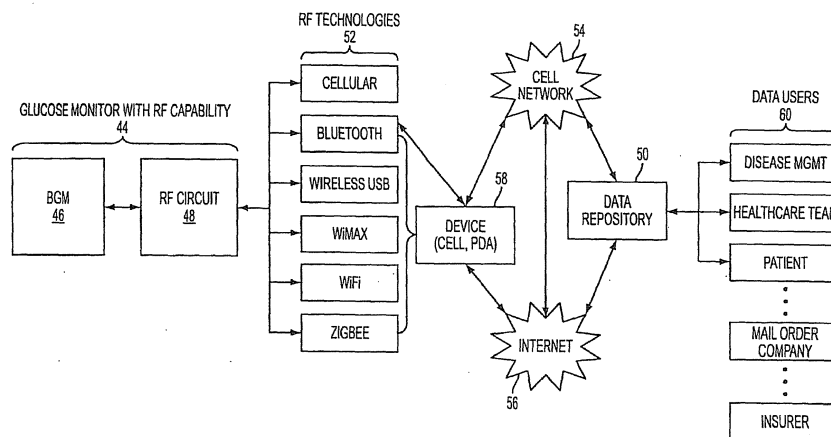 RF TECHNOLOGIES
52
CELLULAR
BLUETOOTH
WIRELESS USB
WiMAX
WiFi
ZIGBEE
GLUCOSE MONITOR WITH RF CAPABILITY
44
BGM
46
RF CIRCUIT
48
58
DEVICE
(CELL, PDA)
54
CELL
NETWORK
INTERNET
56
50
DATA
REPOSITORY
DATA USERS
60
DISEASE MGMT
HEALTHCARE TEAM
PATIENT
MAIL ORDER
COMPANY
INSURER